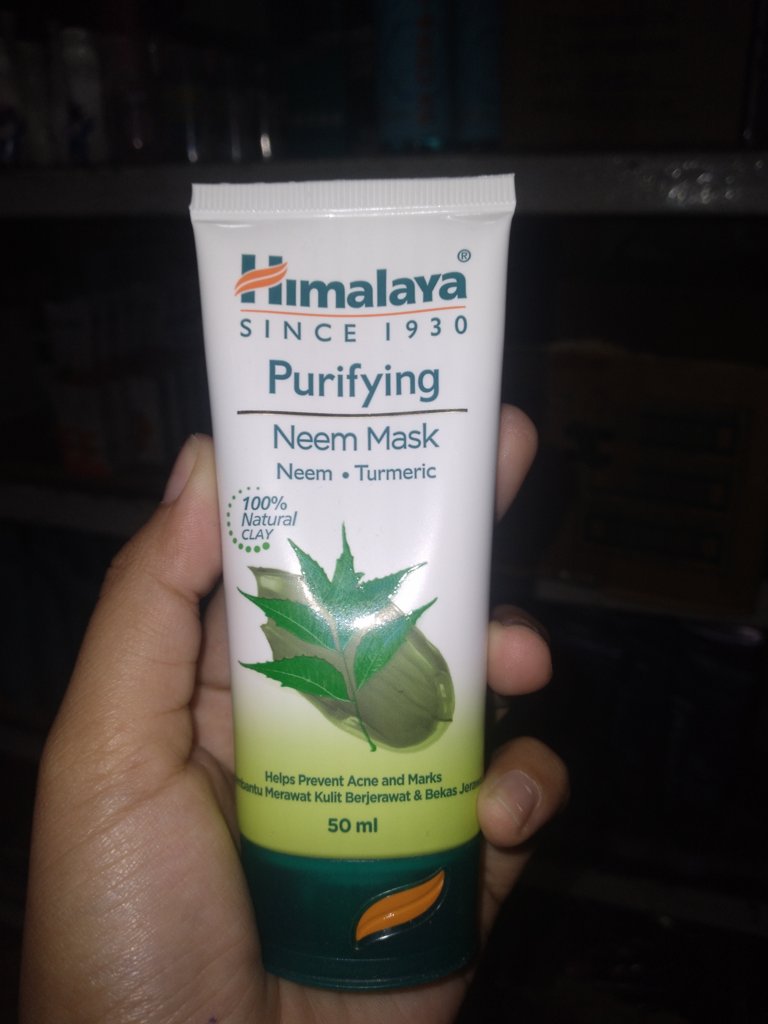 Himalaya®
SINCE 1930
Purifying
Neem Mask
Neem • Turmeric
100%
Natural
CLAY
Helps Prevent Acne and Marks
Merawat Kulit Berjerawat & Bekas
50 ml